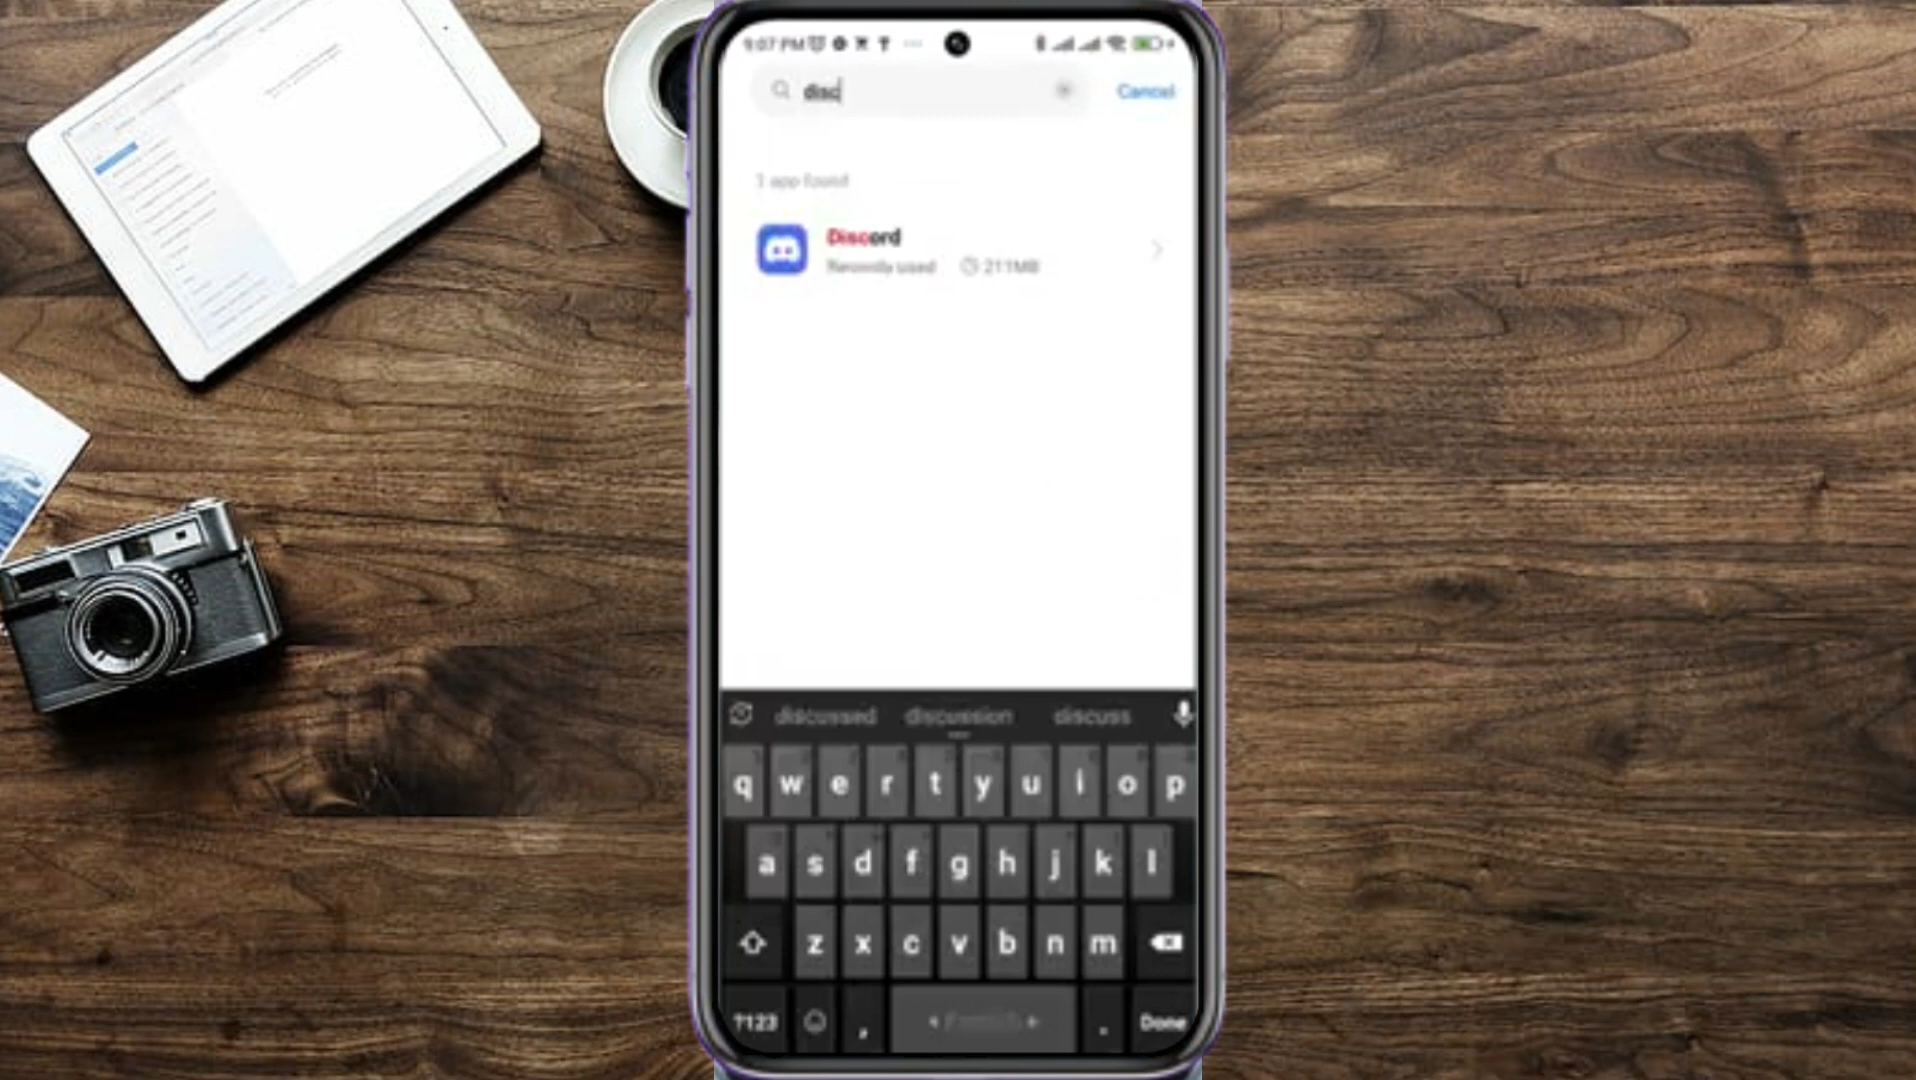 9:07 PM
disc
Cancel
1 app found
Discord
Recently used 211MB
discussed discussion discuss
q w e r t y u i o p
a s d f g h j k l
z x c v b n m
?123 , . Done